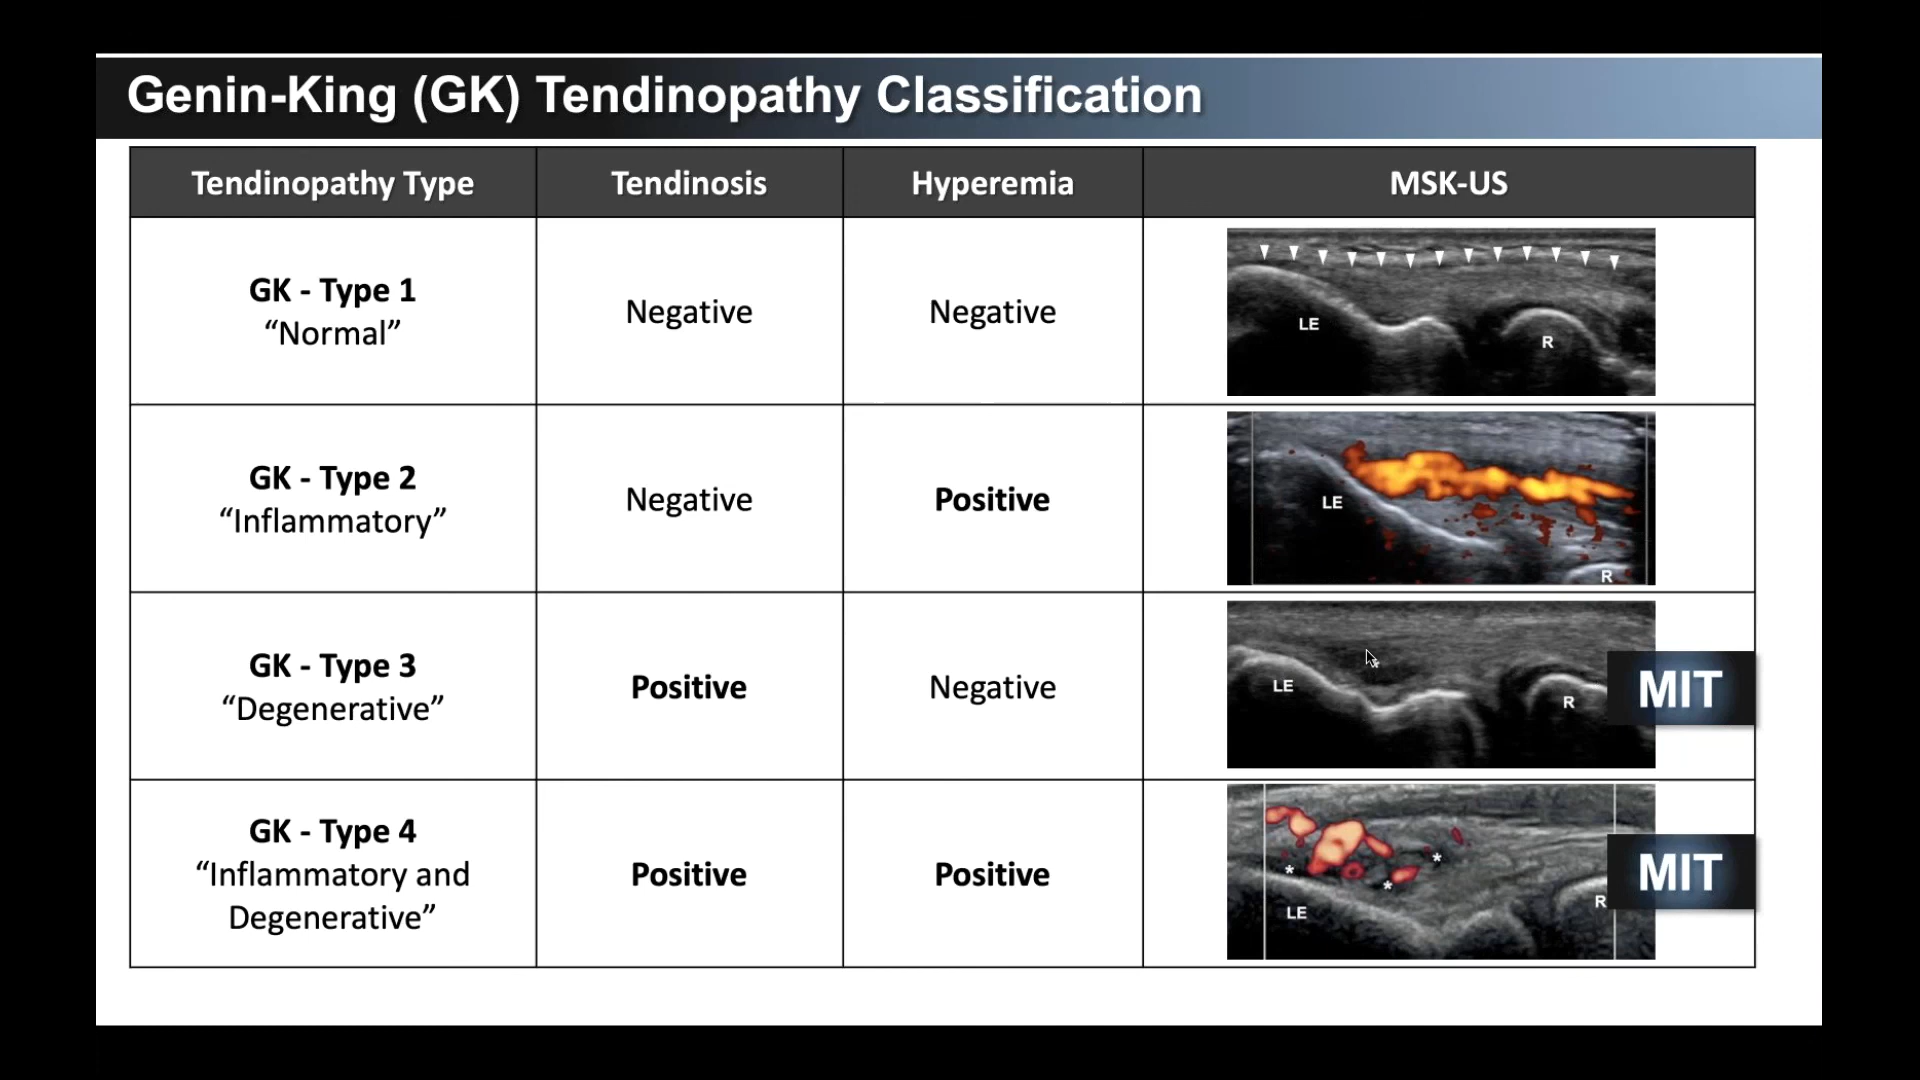 Genin-King (GK) Tendinopathy Classification
Tendinopathy Type
Tendinosis
Hyperemia
MSK-US
GK - Type 1
“Normal”
Negative
Negative
LE
R
GK - Type 2
“Inflammatory”
Negative
Positive
LE
R
GK - Type 3
“Degenerative”
Positive
Negative
LE
R
MIT
GK - Type 4
“Inflammatory and
Degenerative”
Positive
Positive
*
*
*
LE
R
MIT